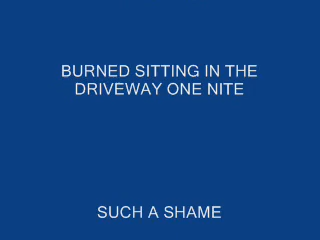 BURNED SITTING IN THE
DRIVEWAY ONE NITE
SUCH A SHAME